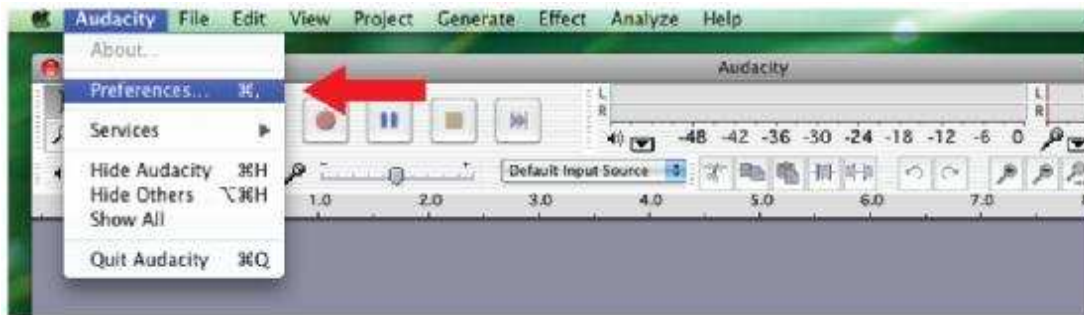 Audacity File Edit View Project Generate Effect Analyze Help
About...
Audacity
Preferences... ⌘,
L
R
L
R
Services
-48 -42 -36 -30 -24 -18 -12 -6 0
Hide Audacity ⌘H
Default Input Source
Hide Others ⌥⌘H
1.0 2.0 3.0 4.0 5.0 6.0 7.0
Show All
Quit Audacity ⌘Q